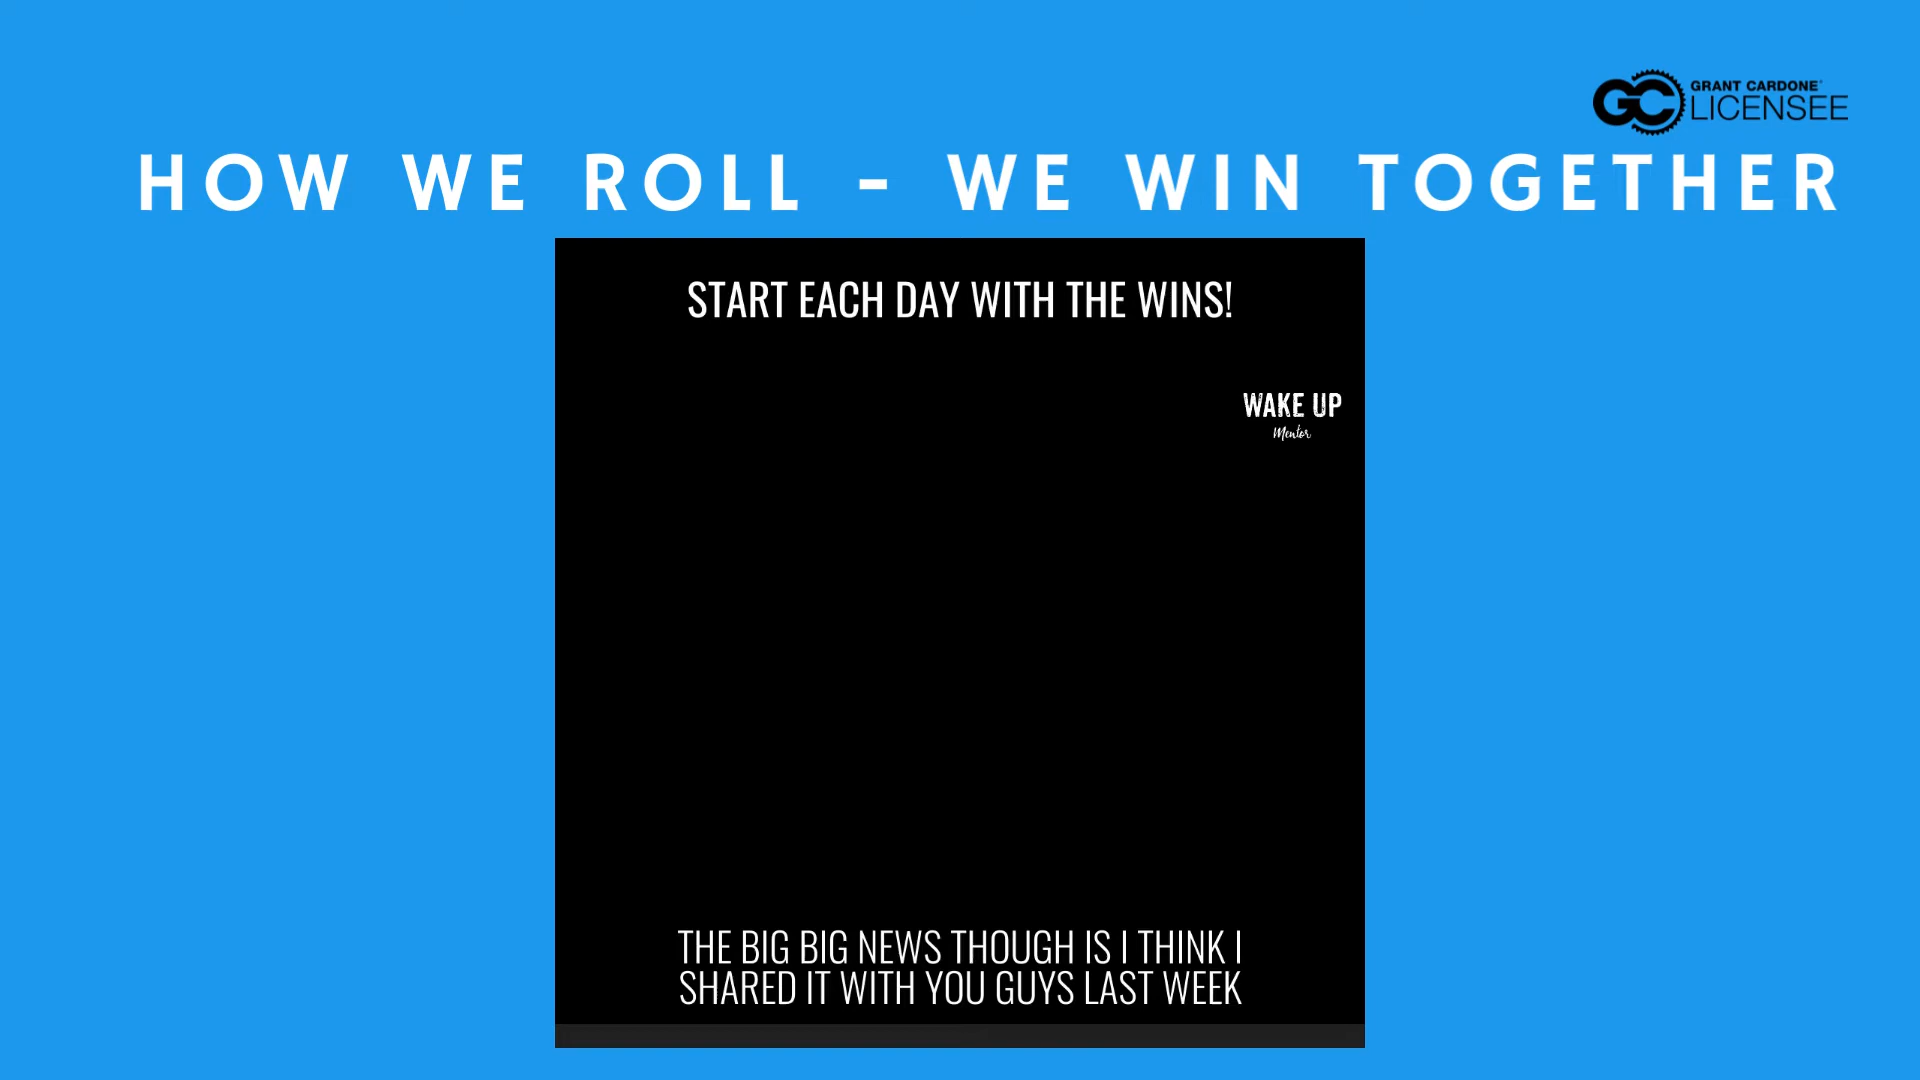 GC GRANT CARDONE®
LICENSEE
HOW WE ROLL - WE WIN TOGETHER
START EACH DAY WITH THE WINS!
WAKE UP
Mentor
THE BIG BIG NEWS THOUGH IS I THINK I
SHARED IT WITH YOU GUYS LAST WEEK